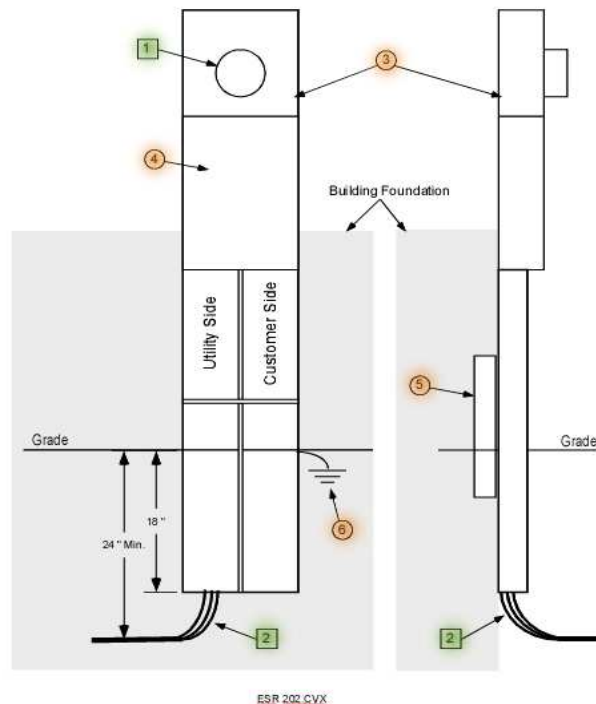 1
3
4
Building Foundation
Utility Side
Customer Side
5
Grade
Grade
18 "
24 " Min.
6
2
2
ESR 202 CVX